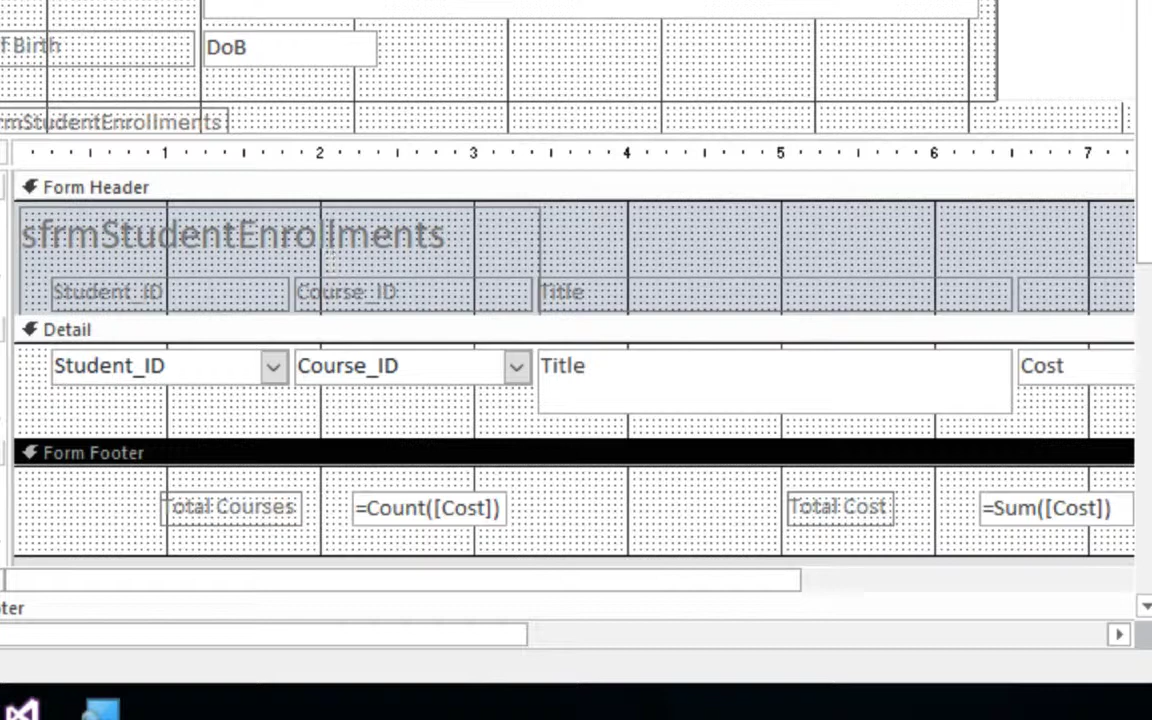 f Birth DoB
rmStudentEnrollments
1 2 3 4 5 6 7
Form Header
sfrmStudentEnrollments
Student_ID Course_ID Title
Detail
Student_ID Course_ID Title Cost
Form Footer
Total Courses =Count([Cost]) Total Cost =Sum([Cost])
ter